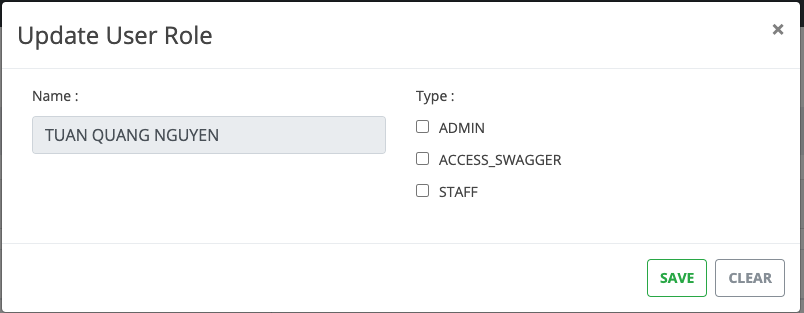 Update User Role
×
Name :
Type :
TUAN QUANG NGUYEN
ADMIN
ACCESS_SWAGGER
STAFF
SAVE
CLEAR